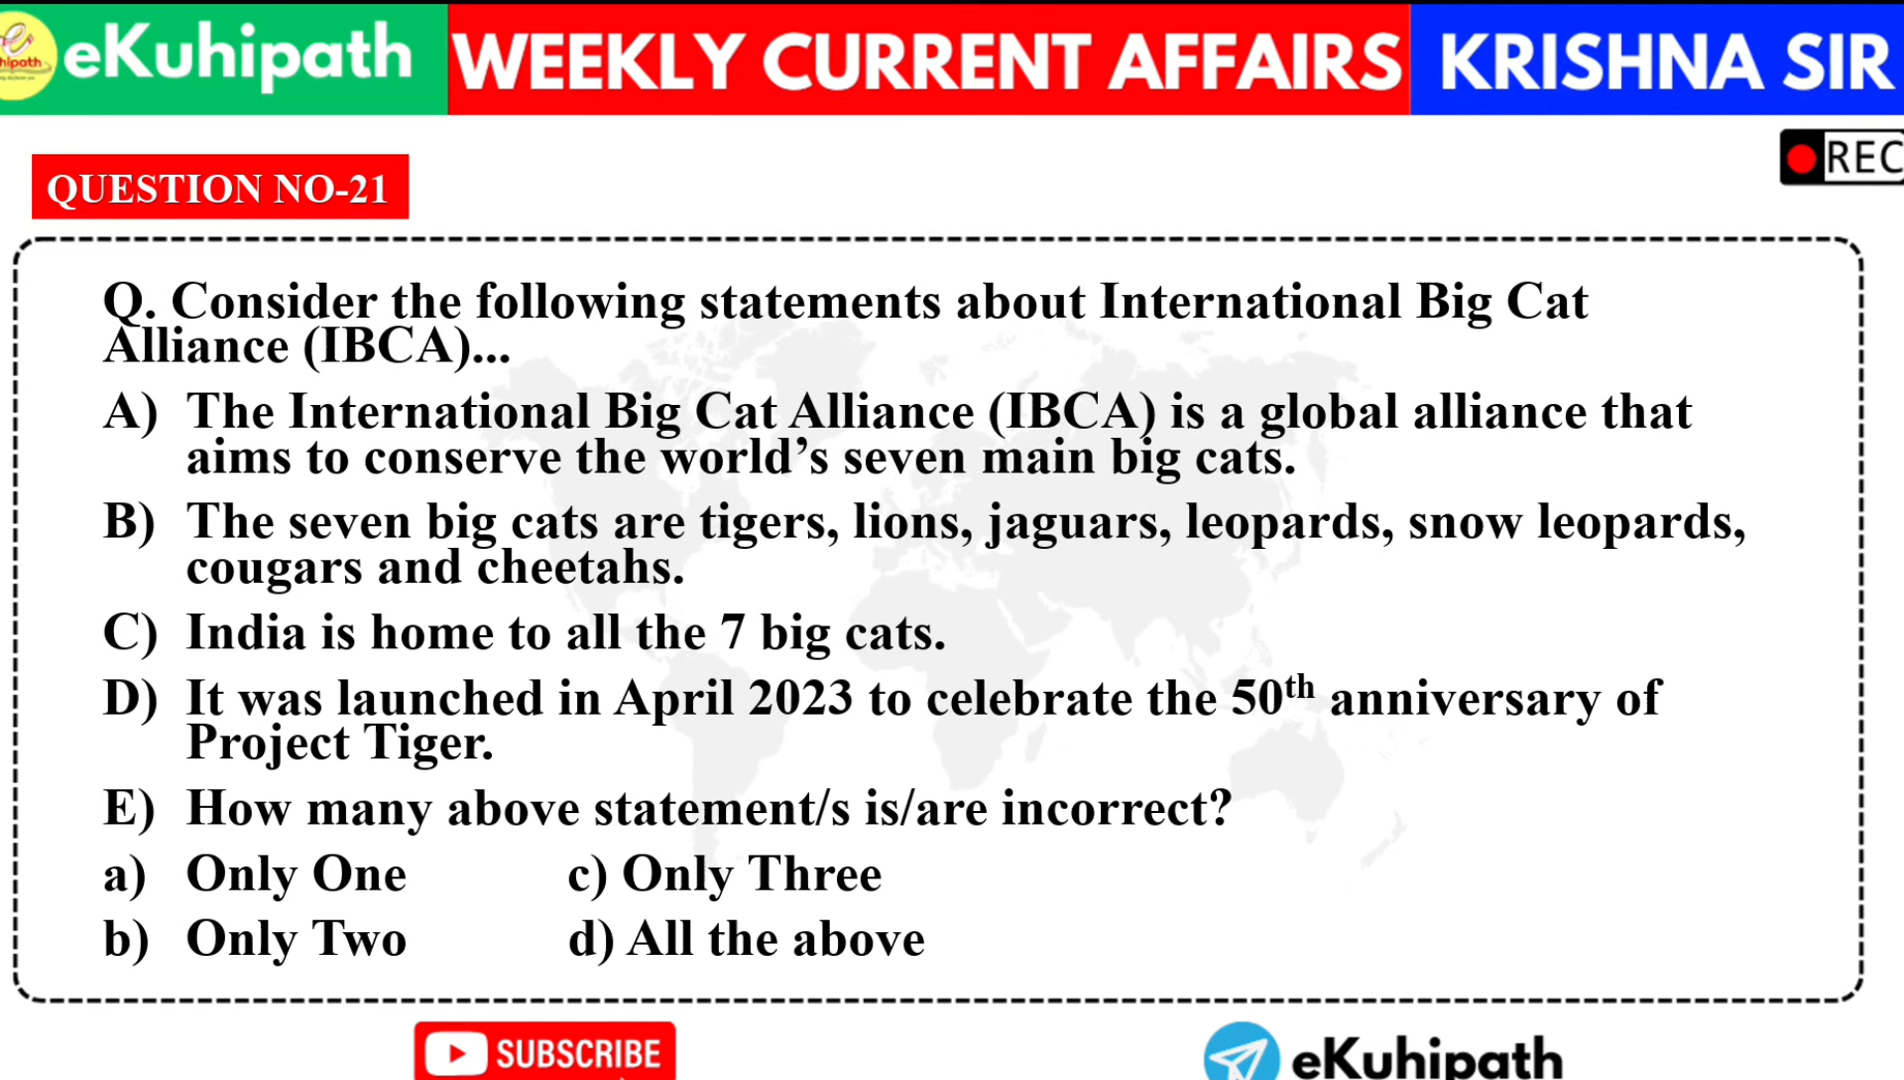 hipath
eKuhipath
WEEKLY CURRENT AFFAIRS
KRISHNA SIR
REC
QUESTION NO-21
Q. Consider the following statements about International Big Cat
Alliance (IBCA)...
A) The International Big Cat Alliance (IBCA) is a global alliance that
aims to conserve the world’s seven main big cats.
B) The seven big cats are tigers, lions, jaguars, leopards, snow leopards,
cougars and cheetahs.
C) India is home to all the 7 big cats.
D) It was launched in April 2023 to celebrate the 50th anniversary of
Project Tiger.
E) How many above statement/s is/are incorrect?
a) Only One c) Only Three
b) Only Two d) All the above
SUBSCRIBE
eKuhipath